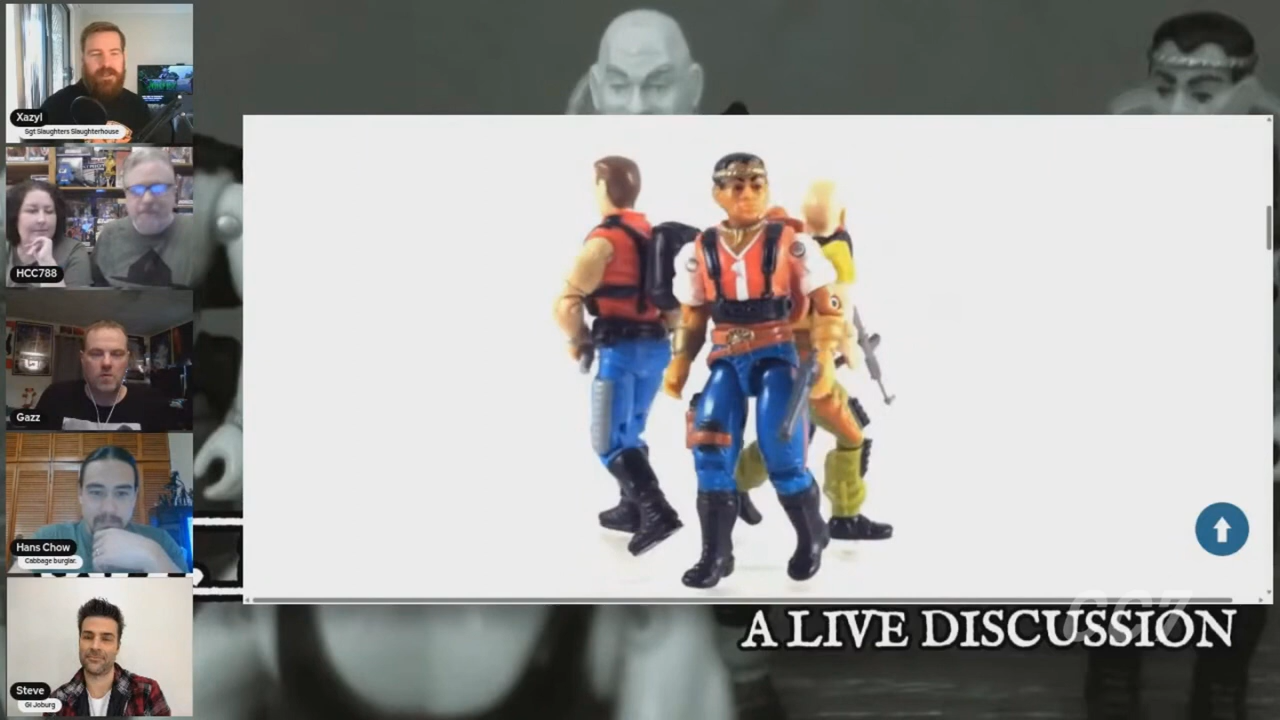 Xazyl
Sgt Slaughters Slaughterhouse
HCC788
Gazz
Hans Chow
Cabbage burglar.
Steve
GI Joburg
A LIVE DISCUSSION